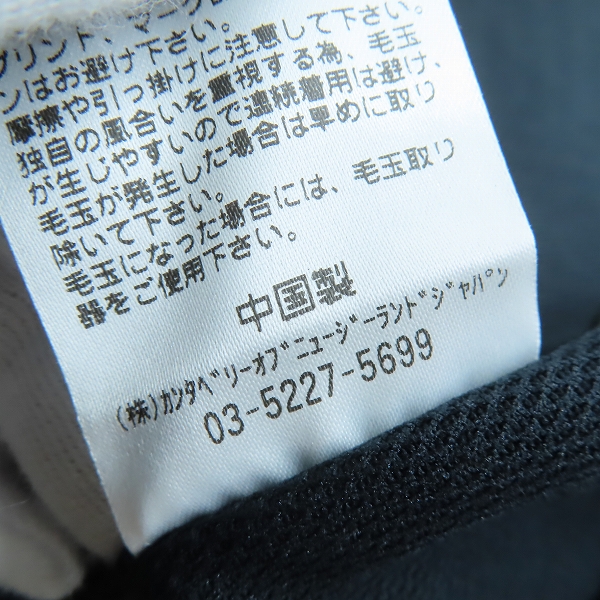 プリント、マーク
ンはお避け下さい。
摩擦や引っ掛けに注意して下さい。
独自の風合いを重視する為、毛玉
が生じやすいので連続着用は避け、
毛玉が発生した場合は早めに取り
除いて下さい。
毛玉になった場合には、毛玉取り
器をご使用下さい。
中国製
(株)カンタベリーオブニュージーランドジャパン
03-5227-5699